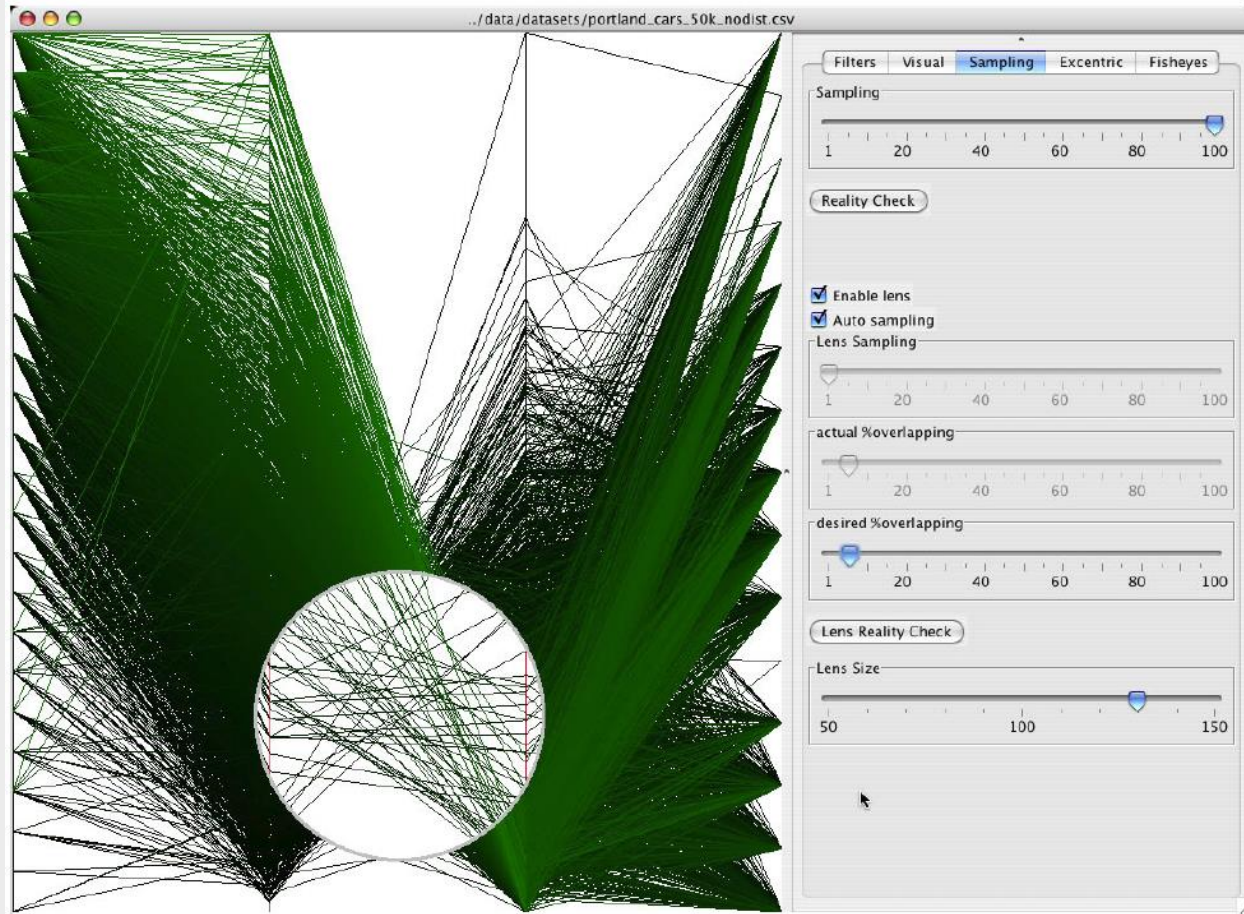 ../data/datasets/portland_cars_50k_nodist.csv
Filters Visual Sampling Excentric Fisheyes
Sampling
1 20 40 60 80 100
Reality Check
Enable lens
Auto sampling
Lens Sampling
1 20 40 60 80 100
actual %overlapping
1 20 40 60 80 100
desired %overlapping
1 20 40 60 80 100
Lens Reality Check
Lens Size
50 100 150